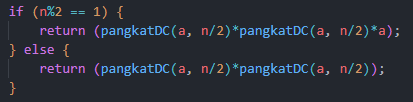 if (n%2 == 1) {
    return (pangkatDC(a, n/2)*pangkatDC(a, n/2)*a);
} else {
    return (pangkatDC(a, n/2)*pangkatDC(a, n/2));
}